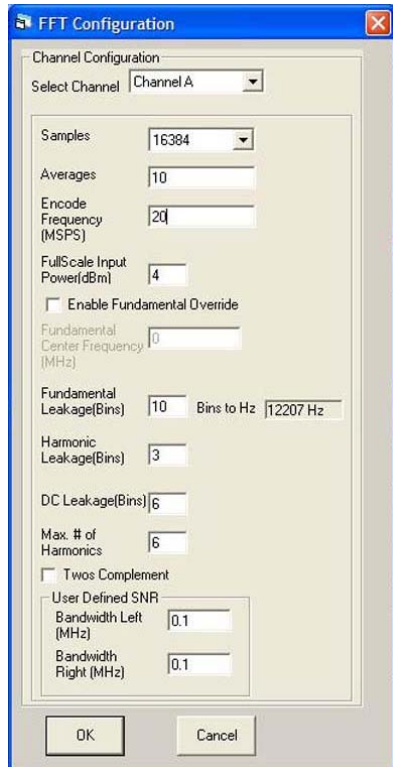 FFT Configuration
Channel Configuration
Select Channel Channel A
Samples 16384
Averages 10
Encode
Frequency
(MSPS) 20
FullScale Input
Power(dBm) 4
Enable Fundamental Override
Fundamental
Center Frequency
(MHz) 0
Fundamental
Leakage(Bins) 10 Bins to Hz 12207 Hz
Harmonic
Leakage(Bins) 3
DC Leakage(Bins) 6
Max. # of
Harmonics 6
Twos Complement
User Defined SNR
Bandwidth Left
(MHz) 0.1
Bandwidth
Right (MHz) 0.1
OK Cancel